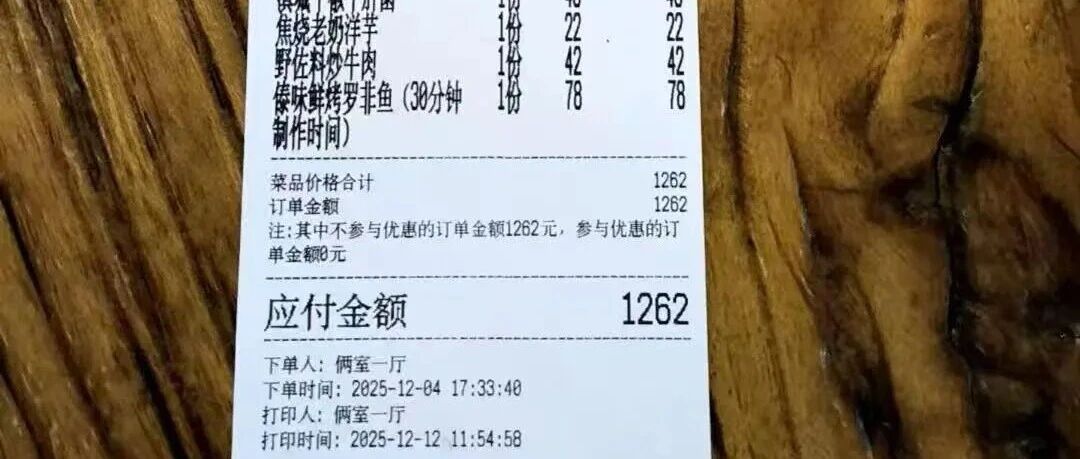 焦烧老奶洋芋 1份 22 22
野佐料炒牛肉 1份 42 42
傣味鲜烤罗非鱼（30分钟 1份 78 78
制作时间）
菜品价格合计 1262
订单金额 1262
注:其中不参与优惠的订单金额1262元，参与优惠的订
单金额0元
应付金额 1262
下单人: 俩室一厅
下单时间: 2025-12-04 17:33:40
打印人: 俩室一厅
打印时间: 2025-12-12 11:54:58